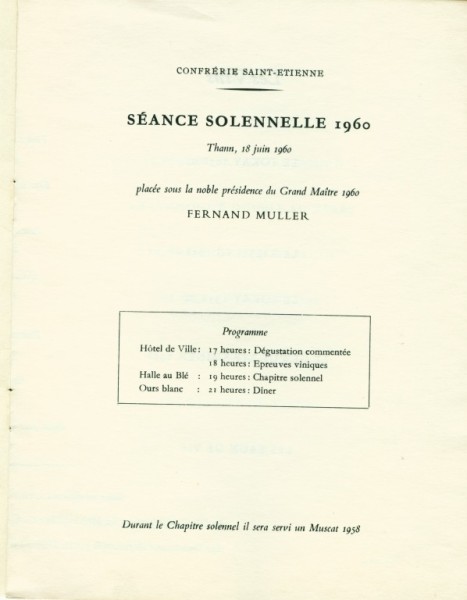 CONFRÉRIE SAINT-ETIENNE
SÉANCE SOLENNELLE 1960
Thann, 18 juin 1960
placée sous la noble présidence du Grand Maître 1960
FERNAND MULLER
Programme
Hôtel de Ville : 17 heures : Dégustation commentée
18 heures : Epreuves viniques
Halle au Blé : 19 heures : Chapitre solennel
Ours blanc : 21 heures : Dîner
Durant le Chapitre solennel il sera servi un Muscat 1958